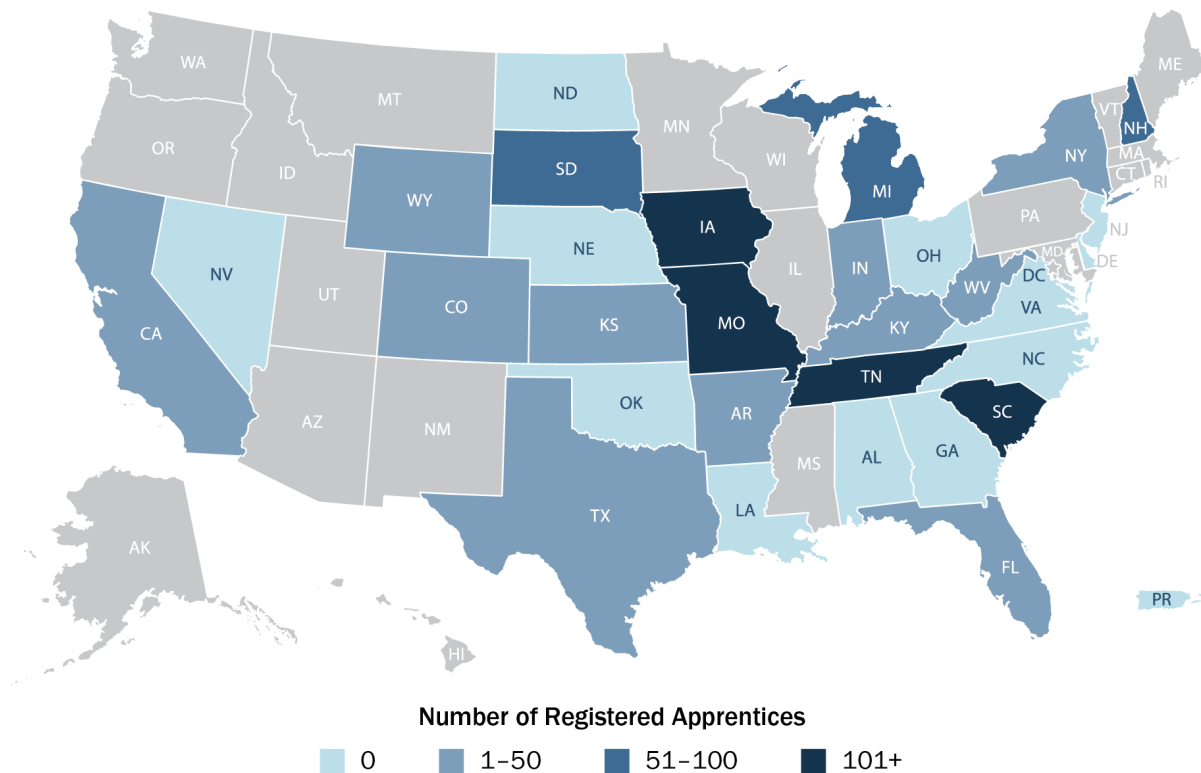 WA
MT
ND
MN
OR
ID
SD
WY
WI
MI
NY
VT
NH
ME
MA
CT
RI
NV
UT
CO
NE
IA
IL
IN
OH
PA
NJ
MD
DE
DC
CA
KS
MO
KY
WV
VA
AZ
NM
OK
AR
TN
NC
SC
TX
LA
MS
AL
GA
FL
AK
HI
PR
Number of Registered Apprentices
0 1–50 51–100 101+